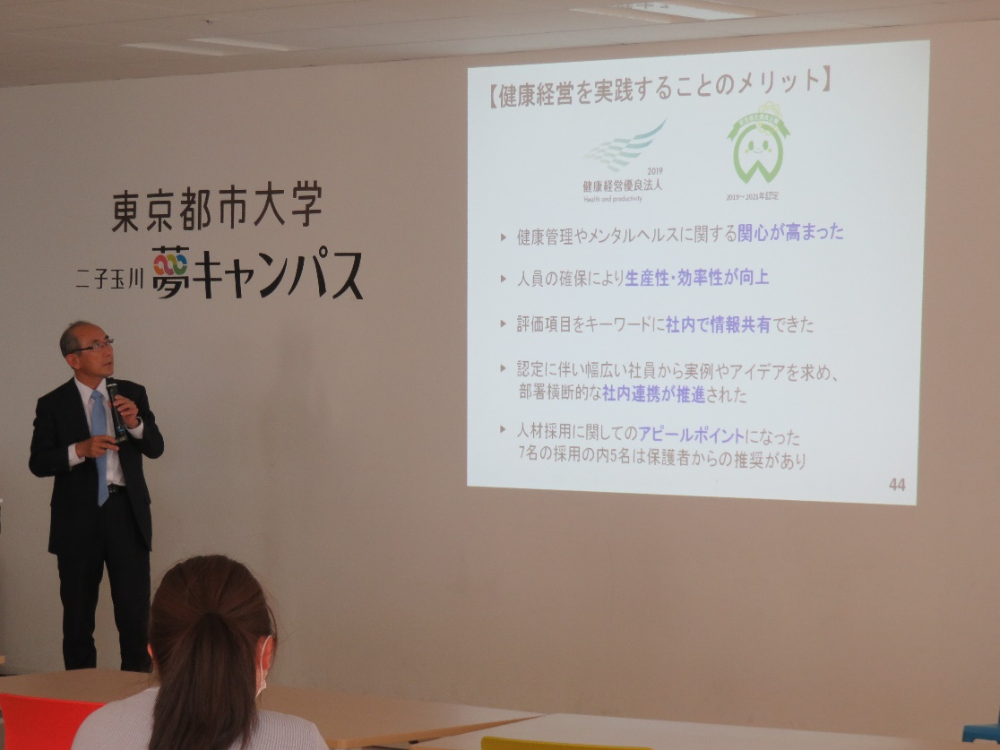 東京都市大学
二子玉川 夢キャンパス
【健康経営を実践することのメリット】
2019
健康経営優良法人
Health and productivity
2019~2021年認定
健康管理やメンタルヘルスに関する関心が高まった
人員の確保により生産性・効率性が向上
評価項目をキーワードに社内で情報共有できた
認定に伴い幅広い社員から実例やアイデアを求め、
部署横断的な社内連携が推進された
人材採用に関してのアピールポイントになった
7名の採用の内5名は保護者からの推奨があり
44